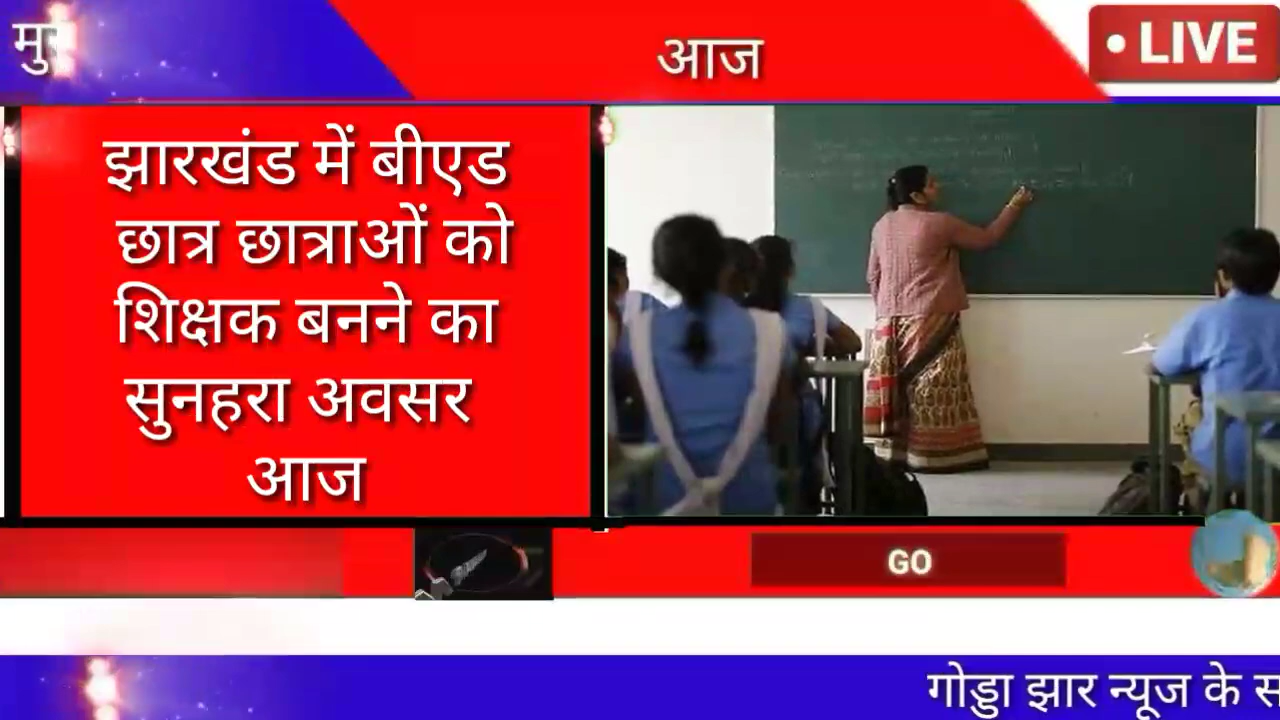 आज
• LIVE
झारखंड में बीएड
छात्र छात्राओं को
शिक्षक बनने का
सुनहरा अवसर
आज
GO
गोड्डा झार न्यूज के